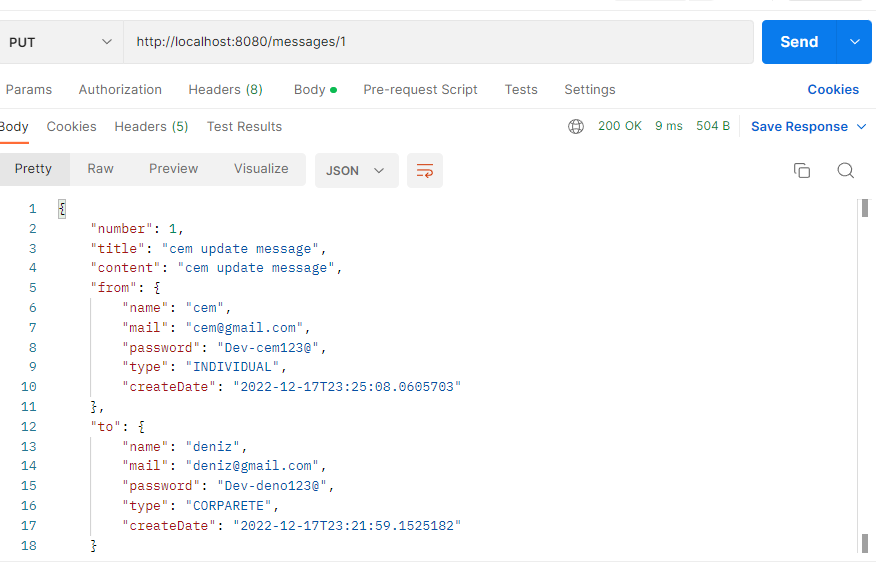 PUT http://localhost:8080/messages/1 Send
Params Authorization Headers (8) Body Pre-request Script Tests Settings Cookies
Body Cookies Headers (5) Test Results 200 OK 9 ms 504 B Save Response
Pretty Raw Preview Visualize JSON
1 {
2 "number": 1,
3 "title": "cem update message",
4 "content": "cem update message",
5 "from": {
6 "name": "cem",
7 "mail": "cem@gmail.com",
8 "password": "Dev-cem123@",
9 "type": "INDIVIDUAL",
10 "createDate": "2022-12-17T23:25:08.0605703"
11 },
12 "to": {
13 "name": "deniz",
14 "mail": "deniz@gmail.com",
15 "password": "Dev-deno123@",
16 "type": "CORPARETE",
17 "createDate": "2022-12-17T23:21:59.1525182"
18 }